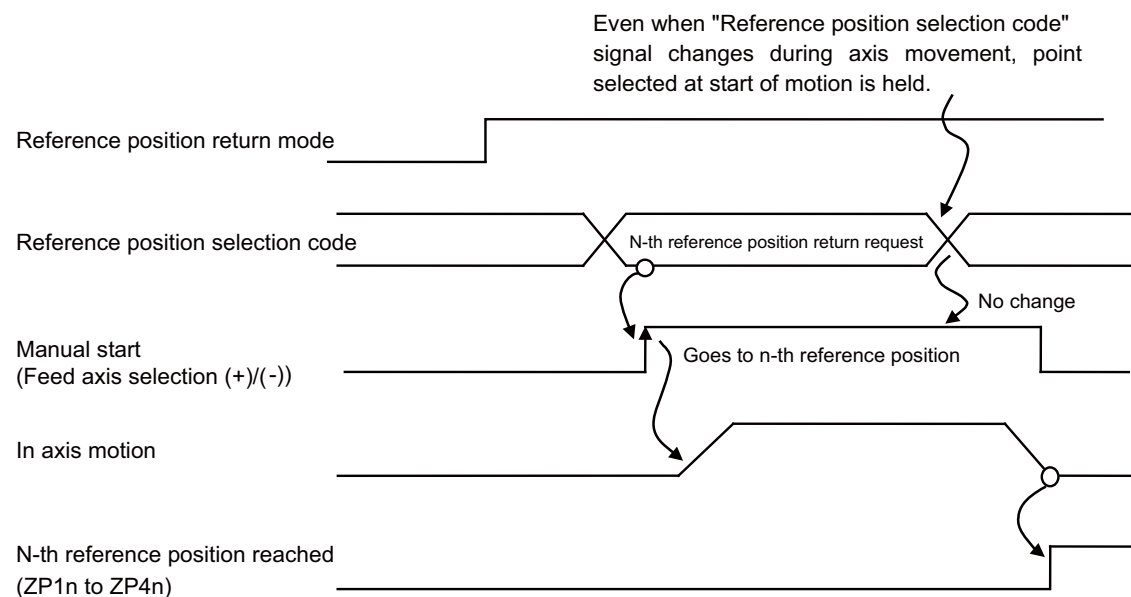 Even when "Reference position selection code"
signal changes during axis movement, point
selected at start of motion is held.
Reference position return mode
Reference position selection code
N-th reference position return request
No change
Manual start
(Feed axis selection (+)/(-))
Goes to n-th reference position
In axis motion
N-th reference position reached
(ZP1n to ZP4n)